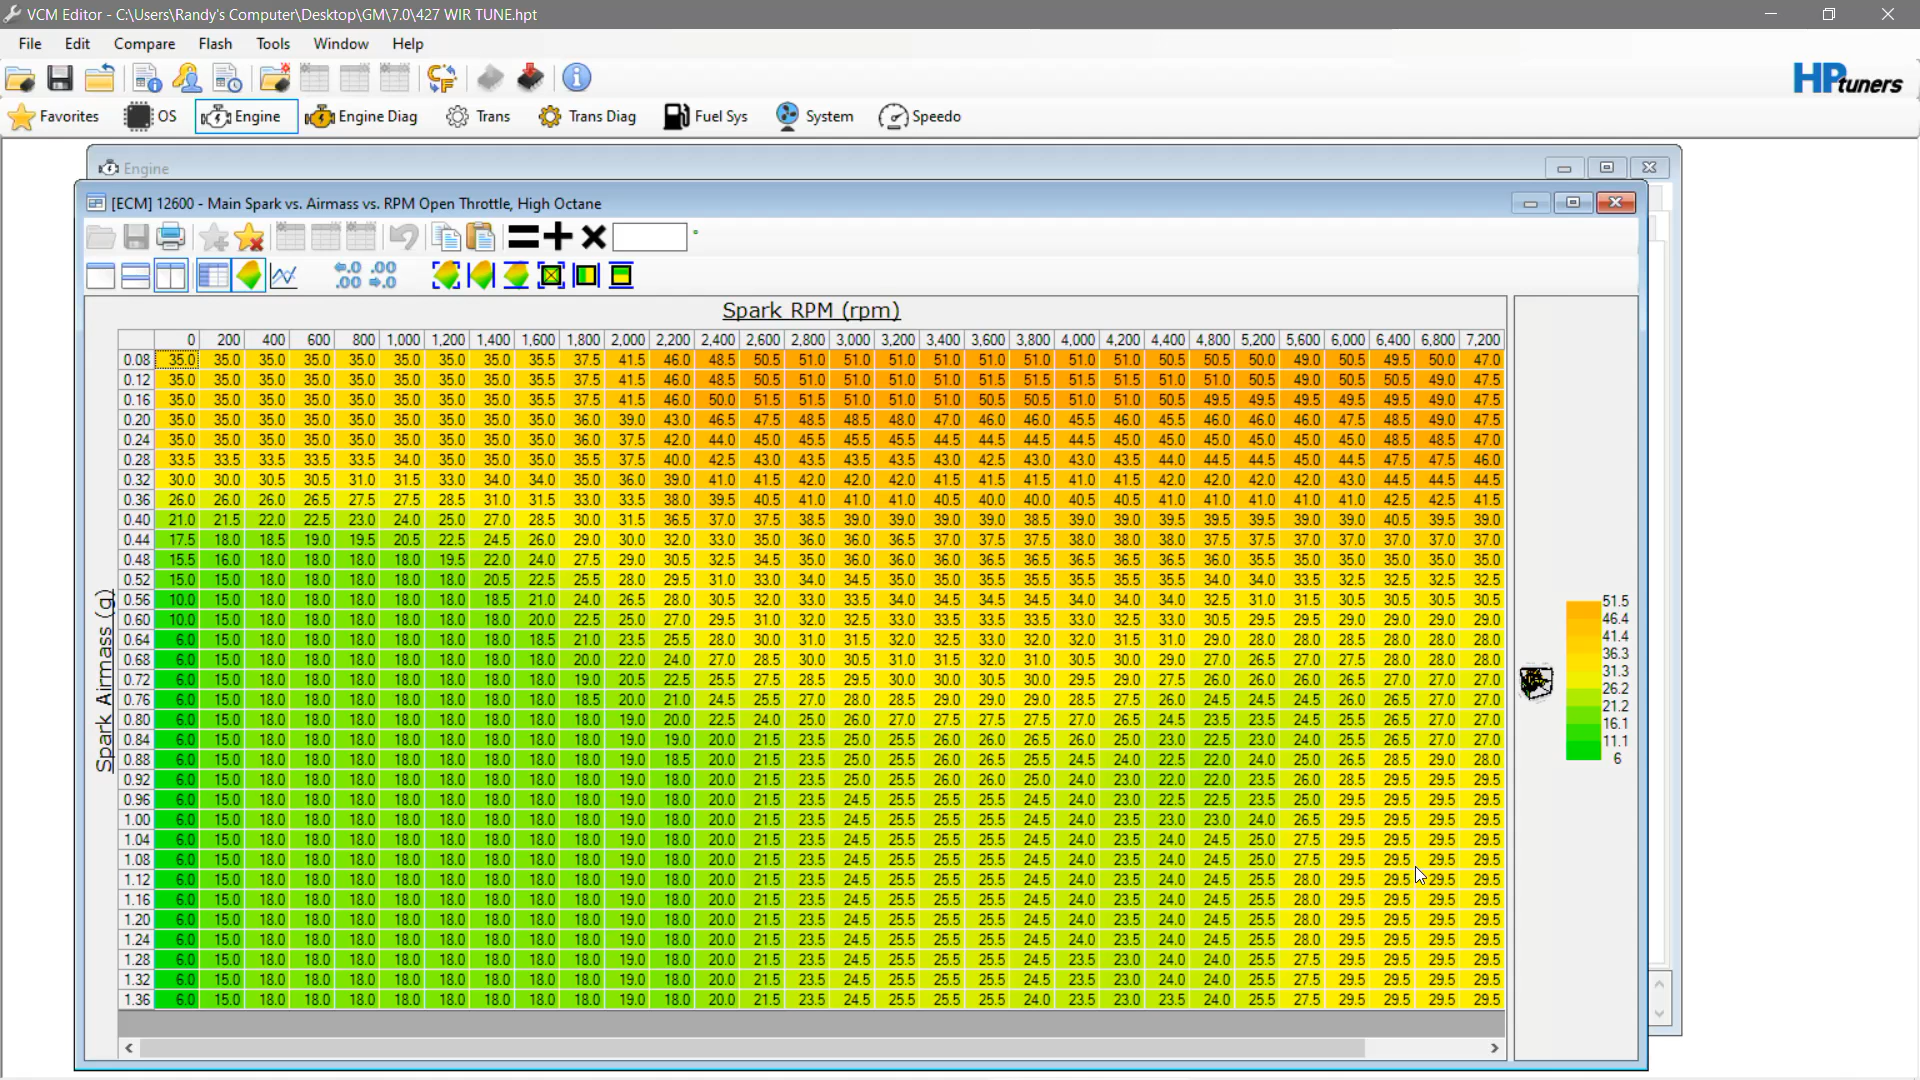 VCM Editor - C:\Users\Randy's Computer\Desktop\GM\7.0\427 WIR TUNE.hpt
File Edit Compare Flash Tools Window Help
HPtuners
Favorites OS Engine Engine Diag Trans Trans Diag Fuel Sys System Speedo
Engine
[ECM] 12600 - Main Spark vs. Airmass vs. RPM Open Throttle, High Octane
Spark RPM (rpm)
0 200 400 600 800 1,000 1,200 1,400 1,600 1,800 2,000 2,200 2,400 2,600 2,800 3,000 3,200 3,400 3,600 3,800 4,000 4,200 4,400 4,800 5,200 5,600 6,000 6,400 6,800 7,200
0.08 35.0 35.0 35.0 35.0 35.0 35.0 35.0 35.0 35.5 37.5 41.5 46.0 48.5 50.5 51.0 51.0 51.0 51.0 51.0 51.0 51.0 51.0 50.5 50.5 50.0 49.0 50.5 49.5 50.0 47.0
0.12 35.0 35.0 35.0 35.0 35.0 35.0 35.0 35.0 35.5 37.5 41.5 46.0 48.5 50.5 51.0 51.0 51.0 51.0 51.5 51.5 51.5 51.5 51.0 51.0 50.5 49.0 50.5 50.5 49.0 47.5
0.16 35.0 35.0 35.0 35.0 35.0 35.0 35.0 35.0 35.5 37.5 41.5 46.0 50.0 51.5 51.5 51.0 51.0 51.0 50.5 50.5 51.0 51.0 50.5 49.5 49.5 49.5 49.5 49.5 49.0 47.5
0.20 35.0 35.0 35.0 35.0 35.0 35.0 35.0 35.0 35.5 36.0 39.0 43.0 46.5 47.5 48.5 48.5 48.0 47.0 46.0 46.0 45.5 46.0 45.5 46.0 46.0 46.0 47.5 48.5 49.0 47.5
0.24 35.0 35.0 35.0 35.0 35.0 35.0 35.0 35.0 35.0 36.0 37.5 42.0 44.0 45.0 45.5 45.5 45.5 44.5 44.5 44.5 44.5 45.0 45.0 45.0 45.0 45.0 45.0 48.5 48.5 47.0
0.28 33.5 33.5 33.5 33.5 33.5 34.0 35.0 35.0 35.0 35.5 37.5 40.0 42.5 43.0 43.5 43.5 43.5 43.0 42.5 43.0 43.0 43.5 44.0 44.5 44.5 45.0 44.5 47.5 47.5 46.0
0.32 30.0 30.0 30.5 30.5 31.0 31.5 33.0 34.0 34.0 35.0 36.0 39.0 41.0 41.5 42.0 42.0 42.0 41.5 41.5 41.5 41.0 41.5 42.0 42.0 42.0 42.0 43.0 44.5 44.5 44.5
0.36 26.0 26.0 26.0 26.5 27.5 27.5 28.5 31.0 31.5 33.0 33.5 38.0 39.5 40.5 41.0 41.0 41.0 40.5 40.0 40.0 40.5 40.5 41.0 41.0 41.0 41.0 41.0 42.5 42.5 41.5
0.40 21.0 21.5 22.0 22.5 23.0 24.0 25.0 27.0 28.5 30.0 31.5 36.5 37.0 37.5 38.5 39.0 39.0 39.0 39.0 38.5 39.0 39.0 39.5 39.5 39.5 39.0 39.0 40.5 39.5 39.0
0.44 17.5 18.0 18.5 19.0 19.5 20.5 22.5 24.5 26.0 29.0 30.0 32.0 33.0 35.0 36.0 36.0 36.5 37.0 37.5 37.5 38.0 38.0 38.0 37.5 37.5 37.0 37.0 37.0 37.0 37.0
0.48 15.5 16.0 18.0 18.0 18.0 18.0 19.5 22.0 24.0 27.5 29.0 30.5 32.5 34.5 35.0 36.0 36.0 36.0 36.5 36.5 36.5 36.5 36.5 36.0 35.5 35.0 35.0 35.0 35.0 35.0
0.52 15.0 15.0 18.0 18.0 18.0 18.0 18.0 20.5 22.5 25.5 28.0 29.5 31.0 33.0 34.0 34.5 35.0 35.0 35.5 35.5 35.5 35.5 35.5 34.0 34.0 33.5 32.5 32.5 32.5 32.5
0.56 10.0 15.0 18.0 18.0 18.0 18.0 18.0 18.5 21.0 24.0 26.5 28.0 30.5 32.0 33.0 33.5 34.0 34.5 34.5 34.5 34.0 34.0 34.0 32.5 31.0 31.5 30.5 30.5 30.5 30.5
0.60 10.0 15.0 18.0 18.0 18.0 18.0 18.0 18.0 20.0 22.5 25.0 27.0 29.5 31.0 32.0 32.5 33.0 33.5 33.5 33.5 33.0 32.5 33.0 30.5 29.5 29.5 29.0 29.0 29.0 29.0
0.64 6.0 15.0 18.0 18.0 18.0 18.0 18.0 18.0 18.5 21.0 23.5 25.5 28.0 30.0 31.0 31.5 32.0 32.5 33.0 32.0 32.0 31.5 31.0 29.0 28.0 28.0 28.5 28.0 28.0 28.0
0.68 6.0 15.0 18.0 18.0 18.0 18.0 18.0 18.0 18.0 20.0 22.0 24.0 27.0 28.5 30.0 30.5 31.0 31.5 32.0 31.0 30.5 30.0 29.0 27.0 26.5 27.0 27.5 28.0 28.0 28.0
0.72 6.0 15.0 18.0 18.0 18.0 18.0 18.0 18.0 18.0 19.0 20.5 22.5 25.5 27.5 28.5 29.5 30.0 30.0 30.5 30.0 29.5 29.0 27.5 26.0 26.0 26.0 26.5 27.0 27.0 27.0
0.76 6.0 15.0 18.0 18.0 18.0 18.0 18.0 18.0 18.0 18.5 20.0 21.0 24.5 25.5 27.0 28.0 28.5 29.0 29.0 29.0 28.5 27.5 26.0 24.5 24.5 24.5 26.0 26.5 27.0 27.0
0.80 6.0 15.0 18.0 18.0 18.0 18.0 18.0 18.0 18.0 18.0 19.0 20.0 22.5 24.0 25.0 26.0 27.0 27.5 27.5 27.5 27.0 26.5 24.5 23.5 23.5 24.5 25.5 26.5 27.0 27.0
0.84 6.0 15.0 18.0 18.0 18.0 18.0 18.0 18.0 18.0 18.0 19.0 19.0 20.0 21.5 23.5 25.0 25.5 26.0 26.0 26.5 26.0 25.0 23.0 22.5 23.0 24.0 25.5 26.5 27.0 27.0
0.88 6.0 15.0 18.0 18.0 18.0 18.0 18.0 18.0 18.0 18.0 19.0 18.5 20.0 21.5 23.5 25.0 25.5 26.0 26.5 25.5 24.5 24.0 22.5 22.5 24.0 25.0 26.5 28.5 29.0 28.0
0.92 6.0 15.0 18.0 18.0 18.0 18.0 18.0 18.0 18.0 18.0 19.0 18.0 20.0 21.5 23.5 25.0 25.5 26.0 26.0 25.0 24.0 23.0 22.0 22.0 23.5 26.0 28.5 29.5 29.5 29.5
0.96 6.0 15.0 18.0 18.0 18.0 18.0 18.0 18.0 18.0 18.0 19.0 18.0 20.0 21.5 23.5 24.5 25.5 25.5 25.5 24.5 24.0 23.0 22.5 22.5 23.5 25.0 29.5 29.5 29.5 29.5
1.00 6.0 15.0 18.0 18.0 18.0 18.0 18.0 18.0 18.0 18.0 19.0 18.0 20.0 21.5 23.5 24.5 25.5 25.5 25.5 24.5 24.0 23.5 23.0 23.0 24.0 26.5 29.5 29.5 29.5 29.5
1.04 6.0 15.0 18.0 18.0 18.0 18.0 18.0 18.0 18.0 18.0 19.0 18.0 20.0 21.5 23.5 24.5 25.5 25.5 25.5 24.5 24.0 23.5 24.0 24.0 25.0 27.5 29.5 29.5 29.5 29.5
1.08 6.0 15.0 18.0 18.0 18.0 18.0 18.0 18.0 18.0 18.0 19.0 18.0 20.0 21.5 23.5 24.5 25.5 25.5 25.5 24.5 24.0 23.5 24.0 24.5 25.0 27.5 29.5 29.5 29.5 29.5
1.12 6.0 15.0 18.0 18.0 18.0 18.0 18.0 18.0 18.0 18.0 19.0 18.0 20.0 21.5 23.5 24.5 25.5 25.5 25.5 24.5 24.0 23.5 24.0 24.5 25.5 28.0 29.5 29.5 29.5 29.5
1.16 6.0 15.0 18.0 18.0 18.0 18.0 18.0 18.0 18.0 18.0 19.0 18.0 20.0 21.5 23.5 24.5 25.5 25.5 25.5 24.5 24.0 23.5 24.0 24.5 25.5 28.0 29.5 29.5 29.5 29.5
1.20 6.0 15.0 18.0 18.0 18.0 18.0 18.0 18.0 18.0 18.0 19.0 18.0 20.0 21.5 23.5 24.5 25.5 25.5 25.5 24.5 24.0 23.5 24.0 24.5 25.5 28.0 29.5 29.5 29.5 29.5
1.24 6.0 15.0 18.0 18.0 18.0 18.0 18.0 18.0 18.0 18.0 19.0 18.0 20.0 21.5 23.5 24.5 25.5 25.5 25.5 24.5 24.0 23.5 24.0 24.5 25.5 28.0 29.5 29.5 29.5 29.5
1.28 6.0 15.0 18.0 18.0 18.0 18.0 18.0 18.0 18.0 18.0 19.0 18.0 20.0 21.5 23.5 24.5 25.5 25.5 25.5 24.5 23.5 23.0 24.0 24.0 25.5 27.5 29.5 29.5 29.5 29.5
1.32 6.0 15.0 18.0 18.0 18.0 18.0 18.0 18.0 18.0 18.0 19.0 18.0 20.0 21.5 23.5 24.5 25.5 25.5 25.5 24.5 23.5 23.0 24.0 24.0 25.5 27.5 29.5 29.5 29.5 29.5
1.36 6.0 15.0 18.0 18.0 18.0 18.0 18.0 18.0 18.0 18.0 19.0 18.0 20.0 21.5 23.5 24.5 25.5 25.5 25.5 24.0 23.5 23.0 23.5 24.0 25.5 27.5 29.5 29.5 29.5 29.5
Spark Airmass (g)
51.5
46.4
41.4
36.3
31.3
26.2
21.2
16.1
11.1
6